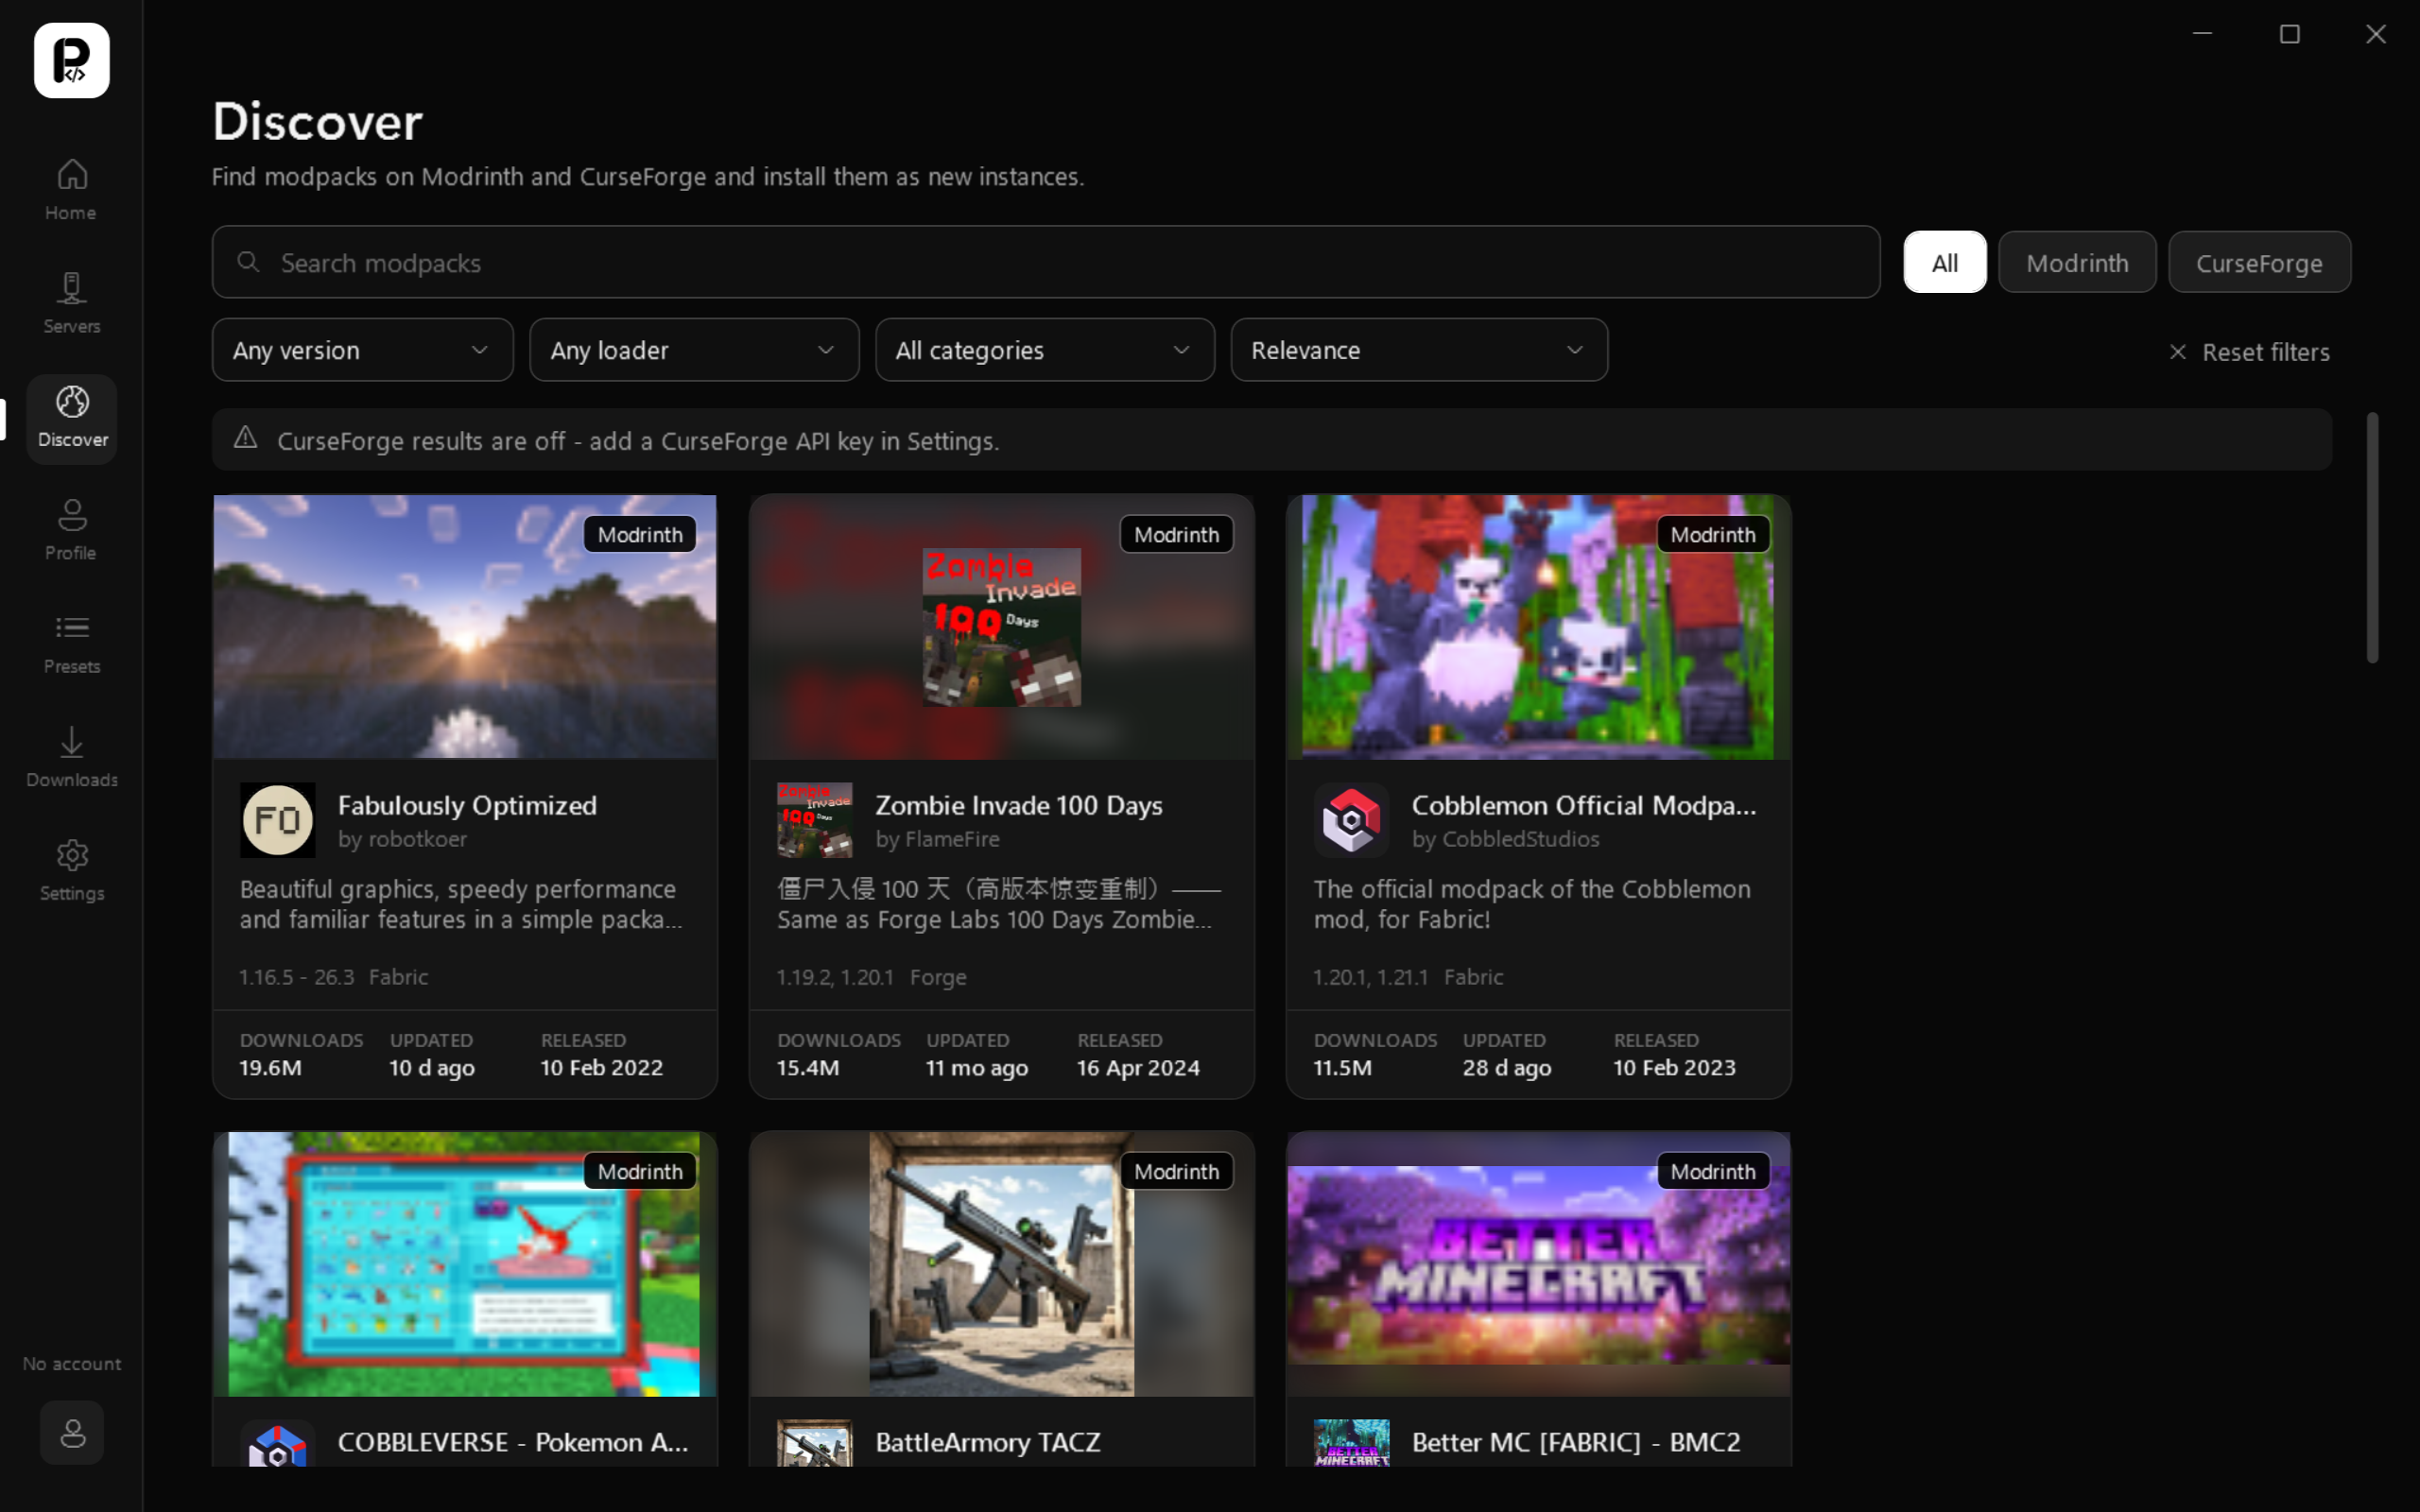 P
</>
Home
Servers
Discover
Profile
Presets
Downloads
Settings
No account
Discover
Find modpacks on Modrinth and CurseForge and install them as new instances.
Search modpacks
All
Modrinth
CurseForge
Any version
Any loader
All categories
Relevance
Reset filters
CurseForge results are off - add a CurseForge API key in Settings.
Modrinth
FO
Fabulously Optimized
by robotkoer
Beautiful graphics, speedy performance
and familiar features in a simple packa...
1.16.5 - 26.3 Fabric
DOWNLOADS UPDATED RELEASED
19.6M 10 d ago 10 Feb 2022
Modrinth
Zombie
Invade
100 Days
Zombie
Invade
100 Days
Zombie Invade 100 Days
by FlameFire
僵尸入侵 100 天（高版本惊变重制）——
Same as Forge Labs 100 Days Zombie...
1.19.2, 1.20.1 Forge
DOWNLOADS UPDATED RELEASED
15.4M 11 mo ago 16 Apr 2024
Modrinth
Cobblemon Official Modpa...
by CobbledStudios
The official modpack of the Cobblemon
mod, for Fabric!
1.20.1, 1.21.1 Fabric
DOWNLOADS UPDATED RELEASED
11.5M 28 d ago 10 Feb 2023
Modrinth
COBBLEVERSE - Pokemon A...
Modrinth
BattleArmory TACZ
Modrinth
BETTER
MINECRAFT
BETTER
MINECRAFT
Better MC [FABRIC] - BMC2